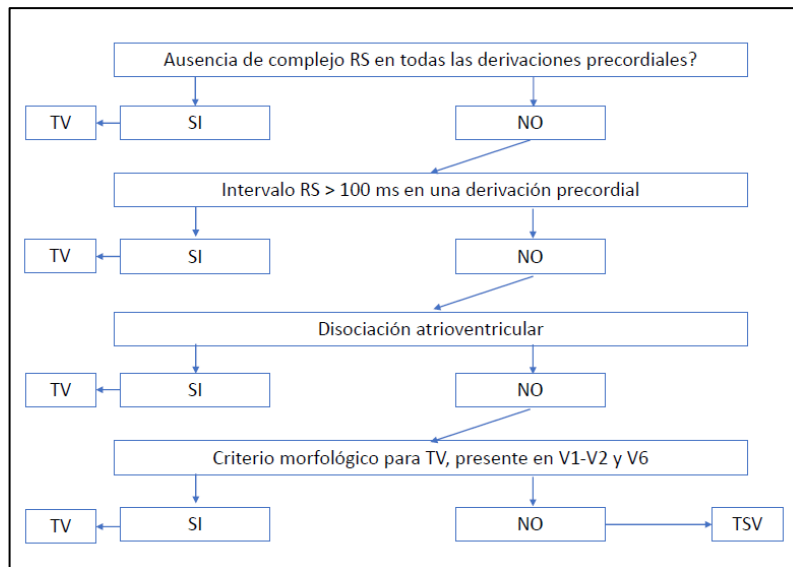 Ausencia de complejo RS en todas las derivaciones precordiales?
TV
SI
NO
Intervalo RS > 100 ms en una derivación precordial
TV
SI
NO
Disociación atrioventricular
TV
SI
NO
Criterio morfológico para TV, presente en V1-V2 y V6
TV
SI
NO
TSV